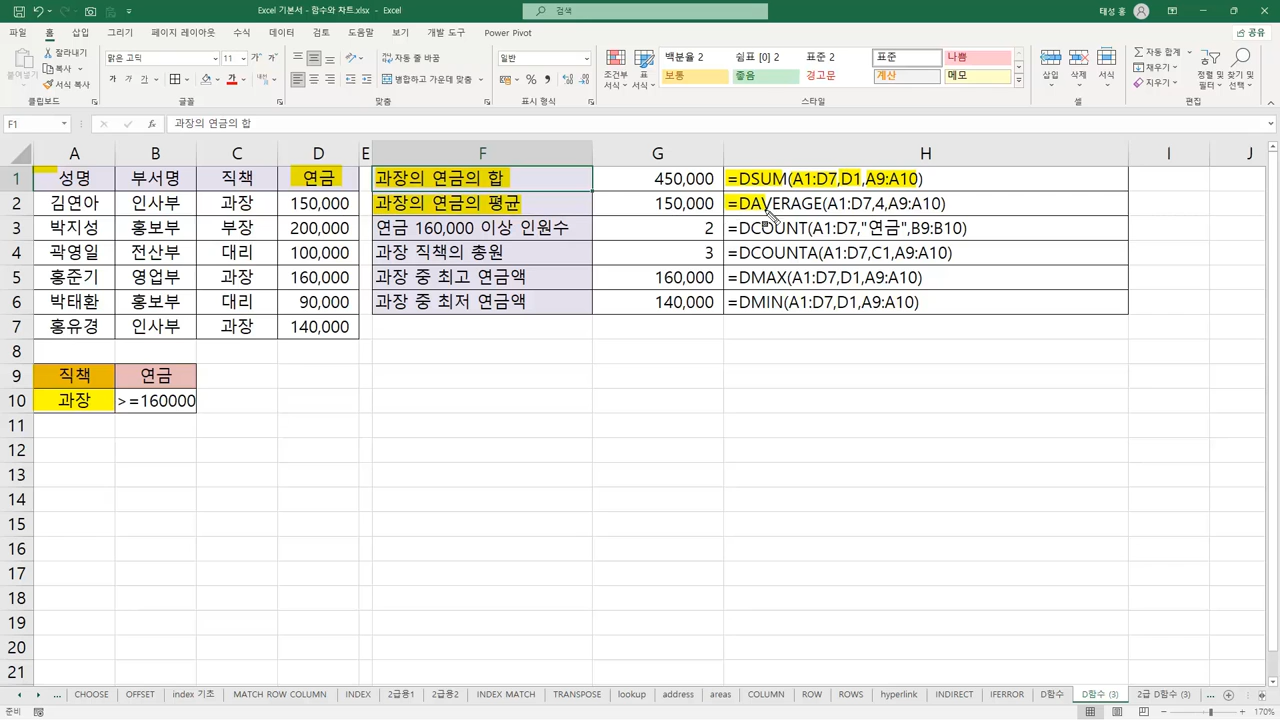 Excel 기본서 - 함수와 차트.xlsx - Excel
검색
태성 홍
파일 홈 삽입 그리기 페이지 레이아웃 수식 데이터 검토 도움말 보기 개발 도구 Power Pivot
공유
붙여넣기
잘라내기
복사
서식 복사
클립보드
맑은 고딕 11
가 가 가
글꼴
자동 줄 바꿈
병합하고 가운데 맞춤
맞춤
일반
표시 형식
조건부 서식
표 서식
백분율 2 쉼표 [0] 2 표준 2 표준 나쁨
보통 좋음 경고문 계산 메모
스타일
삽입 삭제 서식
셀
자동 합계
채우기
지우기
정렬 및 필터
찾기 및 선택
편집
F1 fx 과장의 연금의 합
A B C D E F G H I J
1 성명 부서명 직책 연금 과장의 연금의 합 450,000 =DSUM(A1:D7,D1,A9:A10)
2 김연아 인사부 과장 150,000 과장의 연금의 평균 150,000 =DAVERAGE(A1:D7,4,A9:A10)
3 박지성 홍보부 부장 200,000 연금 160,000 이상 인원수 2 =DCOUNT(A1:D7,"연금",B9:B10)
4 곽영일 전산부 대리 100,000 과장 직책의 총원 3 =DCOUNTA(A1:D7,C1,A9:A10)
5 홍준기 영업부 과장 160,000 과장 중 최고 연금액 160,000 =DMAX(A1:D7,D1,A9:A10)
6 박태환 홍보부 대리 90,000 과장 중 최저 연금액 140,000 =DMIN(A1:D7,D1,A9:A10)
7 홍유경 인사부 과장 140,000
8
9 직책 연금
10 과장 >=160000
11
12
13
14
15
16
17
18
19
20
21
... CHOOSE OFFSET index 기초 MATCH ROW COLUMN INDEX 2급용1 2급용2 INDEX MATCH TRANSPOSE lookup address areas COLUMN ROW ROWS hyperlink INDIRECT IFERROR D함수 D함수 (3) 2급 D함수 (3) ...
준비 170%